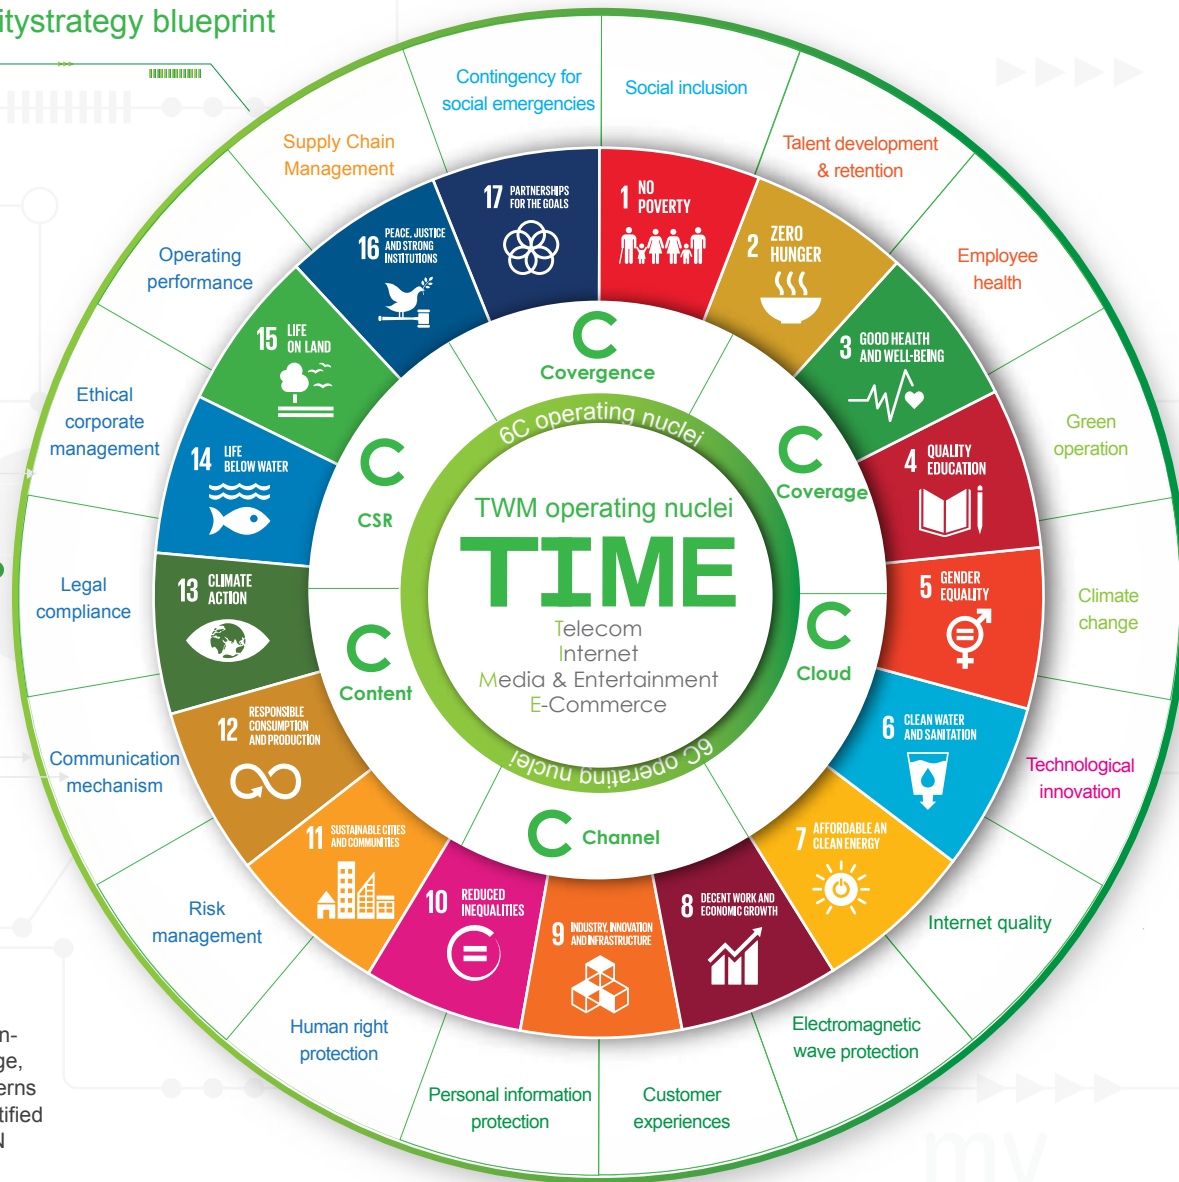 itystrategy blueprint
Contingency for
social emergencies
Social inclusion
Talent development
& retention
Employee
health
Green
operation
Climate
change
Technological
innovation
Internet quality
Electromagnetic
wave protection
Customer
experiences
Personal information
protection
Human right
protection
Risk
management
Communication
mechanism
Legal
compliance
Ethical
corporate
management
Operating
performance
Supply Chain
Management
1 NO
POVERTY
2 ZERO
HUNGER
3 GOOD HEALTH
AND WELL-BEING
4 QUALITY
EDUCATION
5 GENDER
EQUALITY
6 CLEAN WATER
AND SANITATION
7 AFFORDABLE AN
CLEAN ENERGY
8 DECENT WORK AND
ECONOMIC GROWTH
9 INDUSTRY, INNOVATION
AND INFRASTRUCTURE
10 REDUCED
INEQUALITIES
11 SUSTAINABLE CITIES
AND COMMUNITIES
12 RESPONSIBLE
CONSUMPTION
AND PRODUCTION
13 CLIMATE
ACTION
14 LIFE
BELOW WATER
15 LIFE
ON LAND
16 PEACE, JUSTICE
AND STRONG
INSTITUTIONS
17 PARTNERSHIPS
FOR THE GOALS
C
Covergence
C
Coverage
C
Cloud
C Channel
C
Content
C
CSR
6C operating nuclei
TWM operating nuclei
TIME
Telecom
Internet
Media & Entertainment
E-Commerce
6C operating nuclei
n-
ge,
erns
tified
N
mv